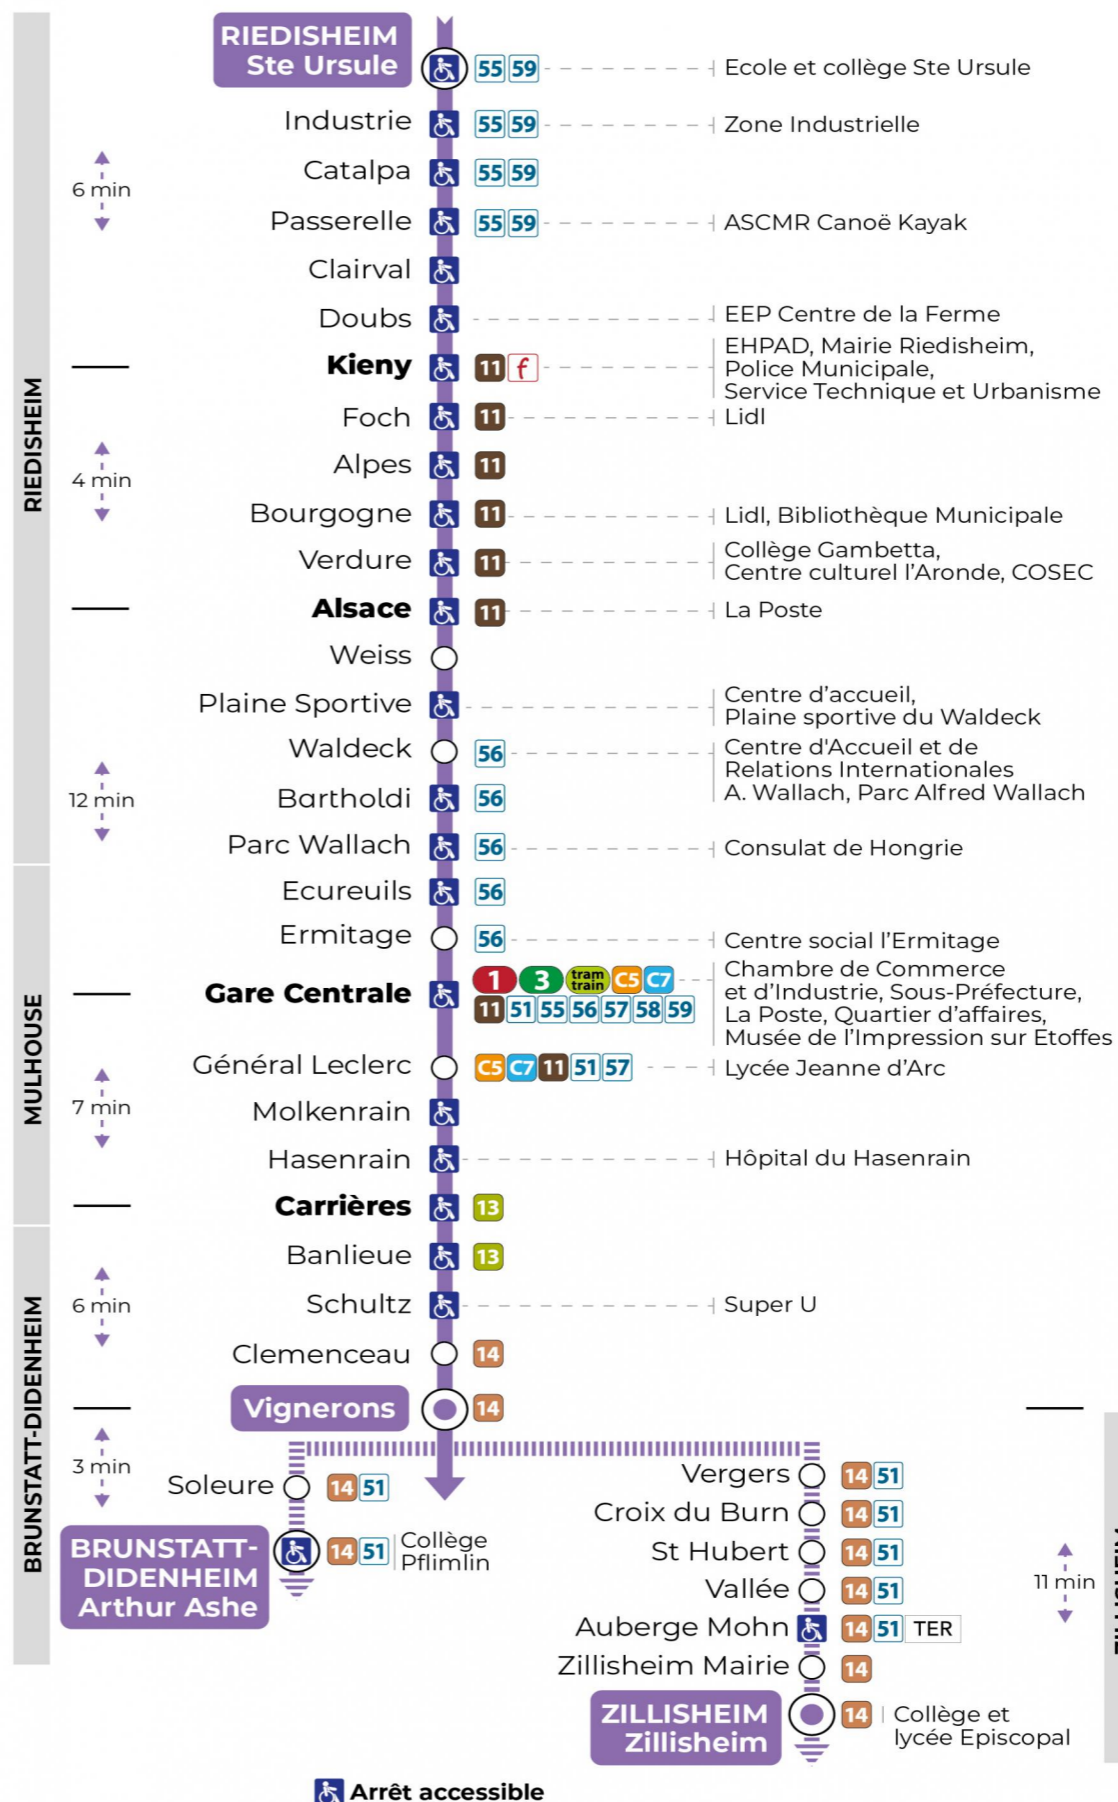 RIEDISHEIM
Ste Ursule
55 59
Ecole et collège Ste Ursule
Industrie
55 59
Zone Industrielle
Catalpa
55 59
6 min
Passerelle
55 59
ASCMR Canoë Kayak
Clairval
Doubs
EEP Centre de la Ferme
Kieny
11 f
EHPAD, Mairie Riedisheim,
Police Municipale,
Service Technique et Urbanisme
Foch
11
Lidl
RIEDISHEIM
Alpes
11
4 min
Bourgogne
11
Lidl, Bibliothèque Municipale
Verdure
11
Collège Gambetta,
Centre culturel l'Aronde, COSEC
Alsace
11
La Poste
Weiss
Plaine Sportive
Centre d'accueil,
Plaine sportive du Waldeck
Waldeck
56
Centre d'Accueil et de
Relations Internationales
A. Wallach, Parc Alfred Wallach
12 min
Bartholdi
56
Parc Wallach
56
Consulat de Hongrie
Ecureuils
56
Ermitage
56
Centre social l'Ermitage
MULHOUSE
Gare Centrale
1 3 tram train C5 C7
11 51 55 56 57 58 59
Chambre de Commerce
et d'Industrie, Sous-Préfecture,
La Poste, Quartier d'affaires,
Musée de l'Impression sur Etoffes
Général Leclerc
C5 C7 11 51 57
Lycée Jeanne d'Arc
7 min
Molkenrain
Hasenrain
Hôpital du Hasenrain
Carrières
13
Banlieue
13
6 min
Schultz
Super U
Clemenceau
14
BRUNSTATT-DIDENHEIM
Vignerons
14
3 min
Soleure
14 51
BRUNSTATT-
DIDENHEIM
Arthur Ashe
14 51
Collège
Pflimlin
Vergers
14 51
Croix du Burn
14 51
St Hubert
14 51
11 min
Vallée
14 51
Auberge Mohn
14 51 TER
Zillisheim Mairie
14
ZILLISHEIM
Zillisheim
14
Collège et
lycée Episcopal
Arrêt accessible